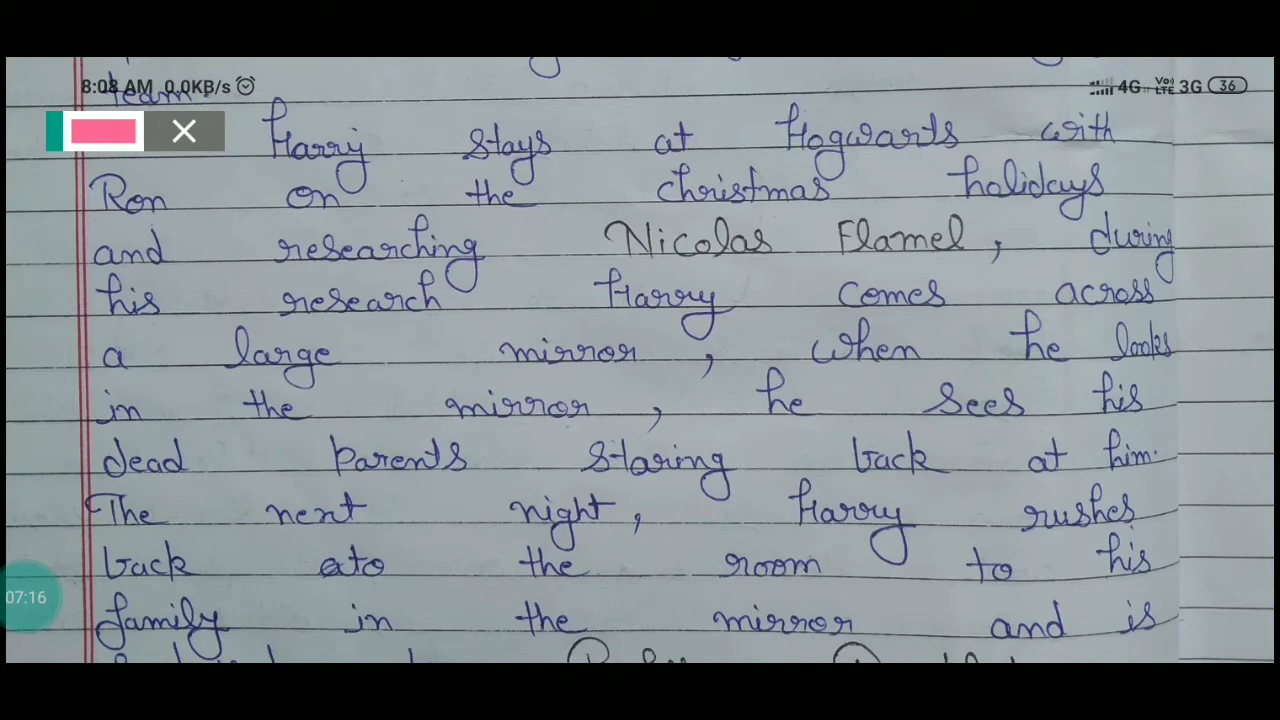 8:08 AM 0.0KB/s 4G VoLTE 3G 36
team.
Harry stays at Hogwarts with
Ron on the christmas holidays
and researching Nicolas Flamel, during
his research Harry comes across
a large mirror, when he looks
in the mirror, he sees his
dead parents staring back at him.
The next night, Harry rushes
back to the room to his
07:16
family in the mirror and is